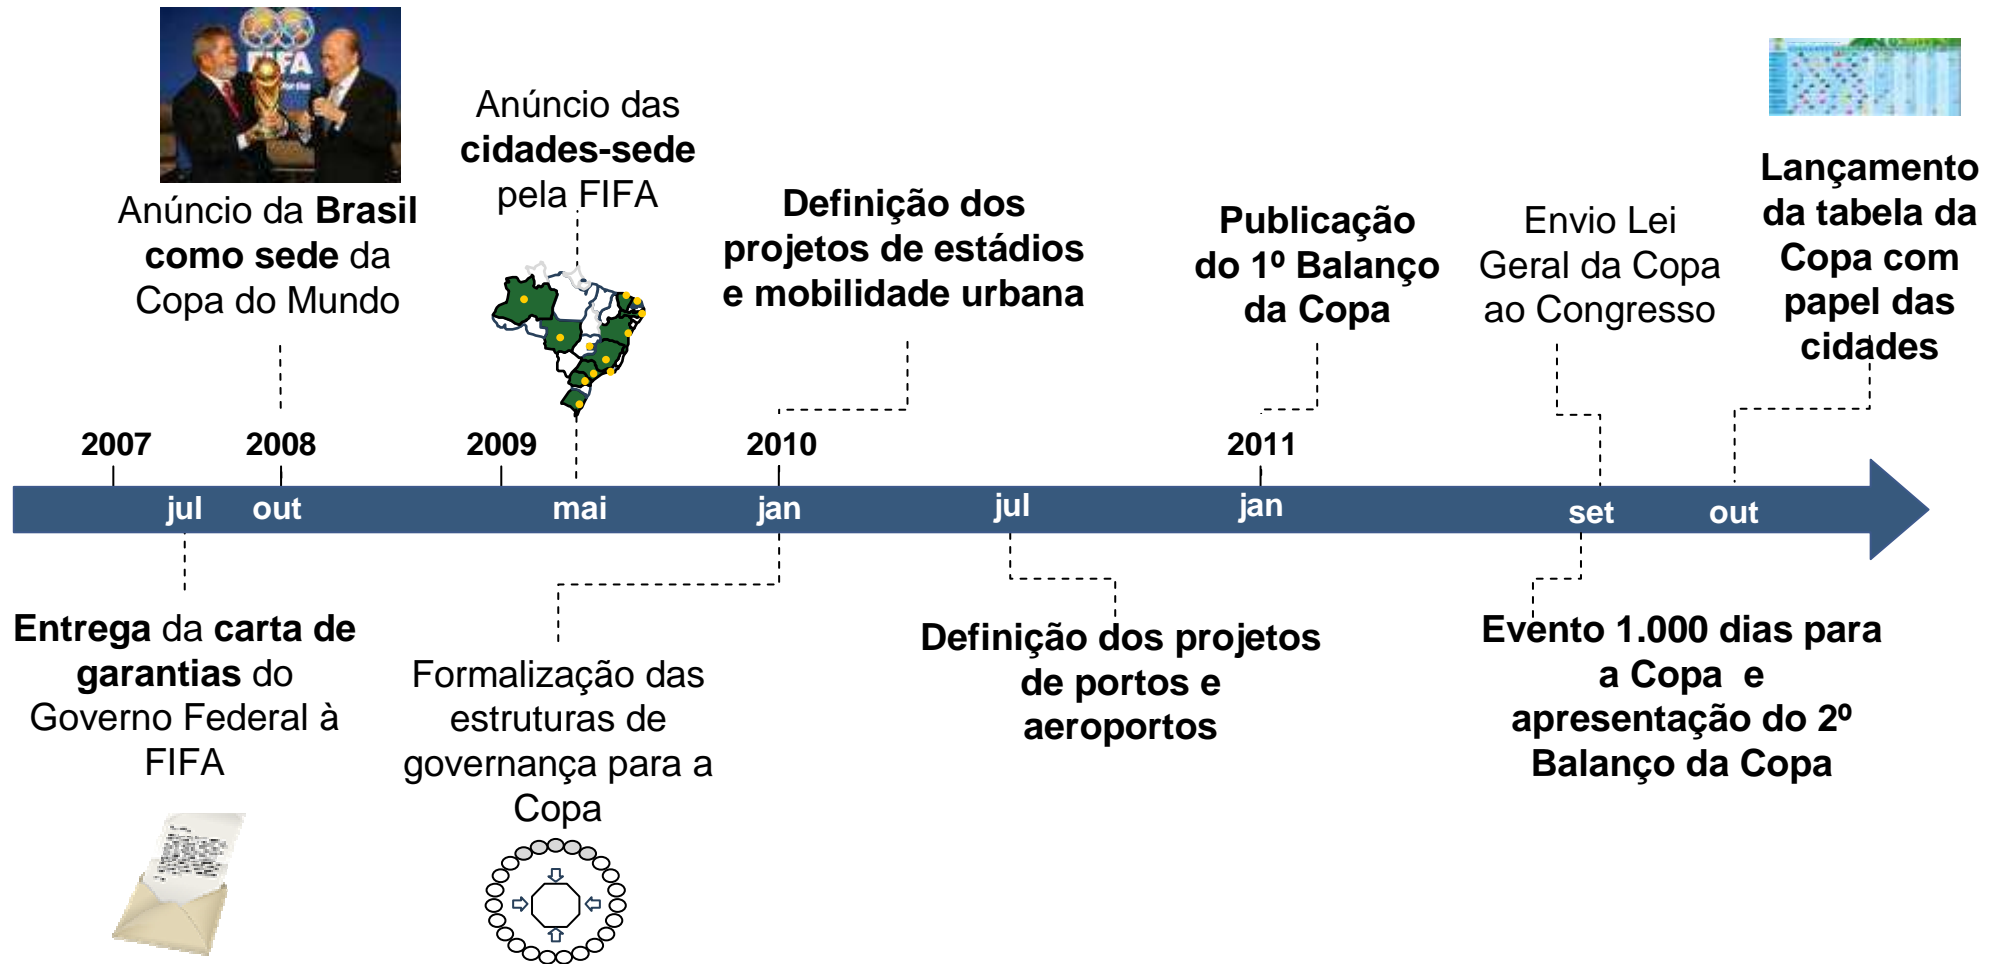 FIFA
Anúncio da Brasil
como sede da
Copa do Mundo
Anúncio das
cidades-sede
pela FIFA
Definição dos
projetos de estádios
e mobilidade urbana
Publicação
do 1º Balanço
da Copa
Envio Lei
Geral da Copa
ao Congresso
Lançamento
da tabela da
Copa com
papel das
cidades
2007
2008
2009
2010
2011
jul
out
mai
jan
jul
jan
set
out
Entrega da carta de
garantias do
Governo Federal à
FIFA
Formalização das
estruturas de
governança para a
Copa
Definição dos projetos
de portos e
aeroportos
Evento 1.000 dias para
a Copa e
apresentação do 2º
Balanço da Copa